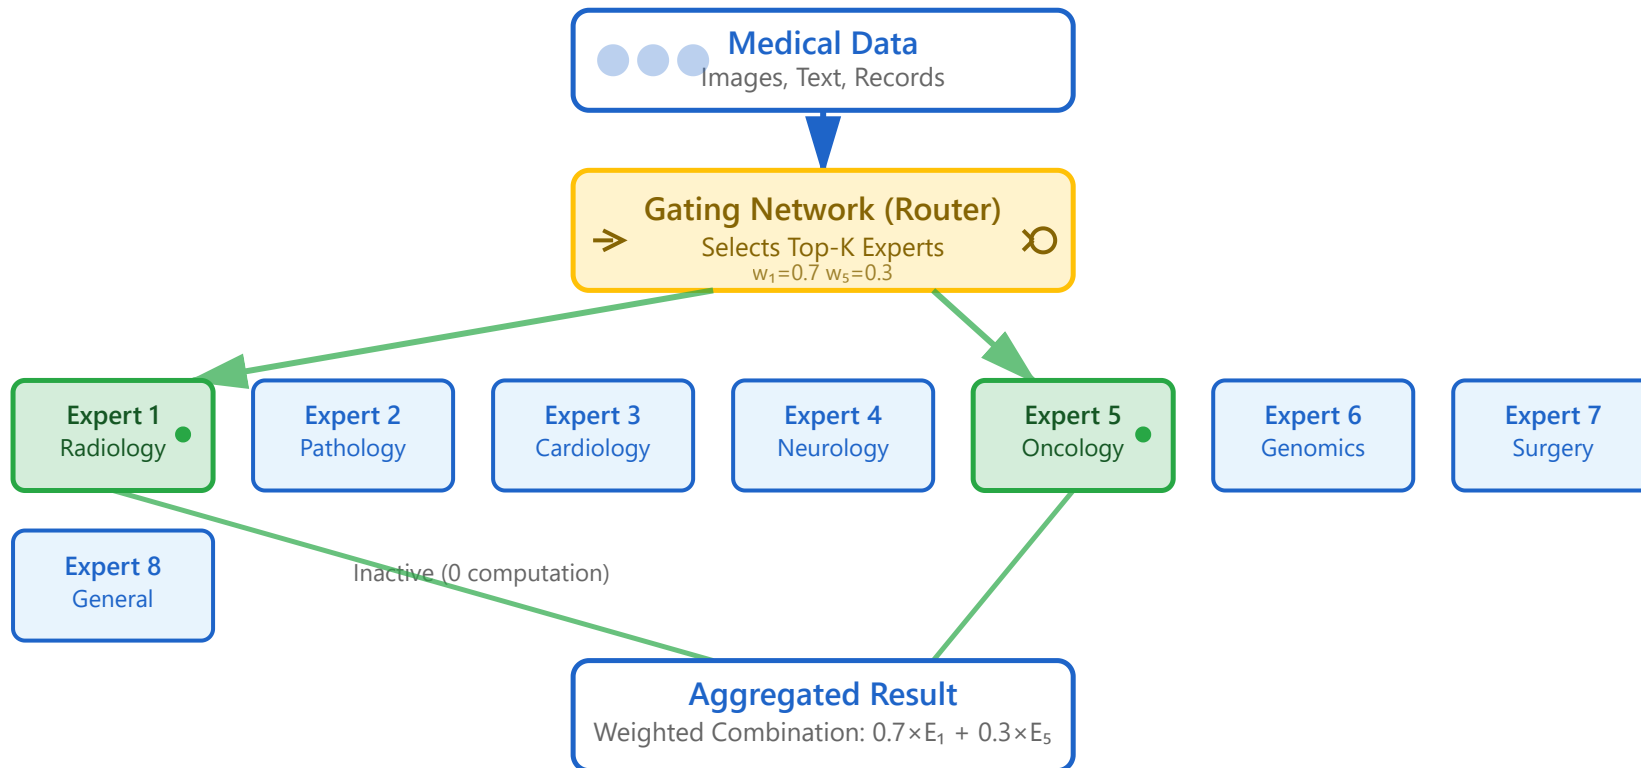 Medical Data
Images, Text, Records
Gating Network (Router)
Selects Top-K Experts
w₁=0.7 w₅=0.3
Expert 1
Radiology
Expert 2
Pathology
Expert 3
Cardiology
Expert 4
Neurology
Expert 5
Oncology
Expert 6
Genomics
Expert 7
Surgery
Expert 8
General
Inactive (0 computation)
Aggregated Result
Weighted Combination: 0.7×E₁ + 0.3×E₅